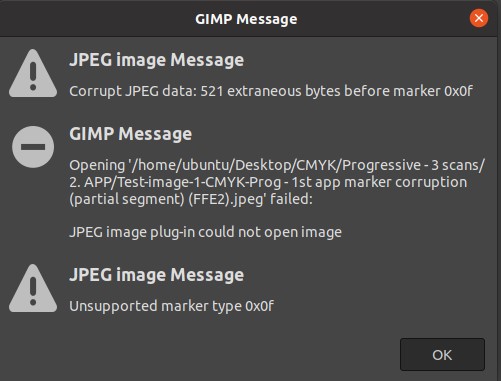 GIMP Message
JPEG image Message
Corrupt JPEG data: 521 extraneous bytes before marker 0x0f
GIMP Message
Opening '/home/ubuntu/Desktop/CMYK/Progressive - 3 scans/
2. APP/Test-image-1-CMYK-Prog - 1st app marker corruption
(partial segment) (FFE2).jpeg' failed:
JPEG image plug-in could not open image
JPEG image Message
Unsupported marker type 0x0f
OK